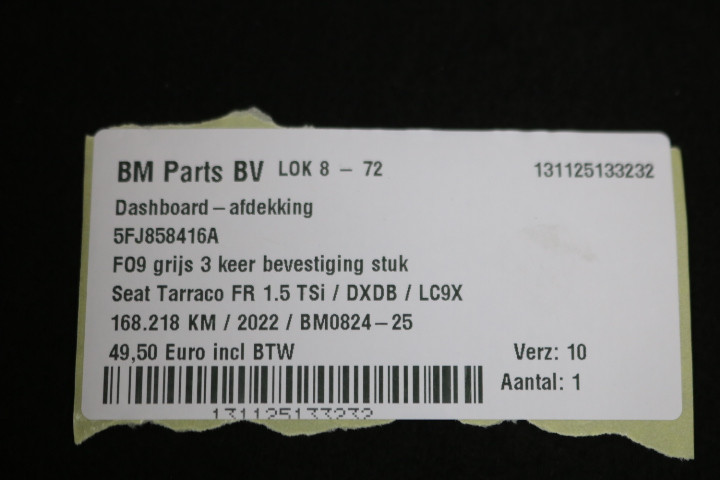 BM Parts BV LOK 8 – 72 131125133232
Dashboard – afdekking
5FJ858416A
F09 grijs 3 keer bevestiging stuk
Seat Tarraco FR 1.5 TSi / DXDB / LC9X
168.218 KM / 2022 / BM0824–25
49,50 Euro incl BTW Verz: 10
Aantal: 1
131125133232